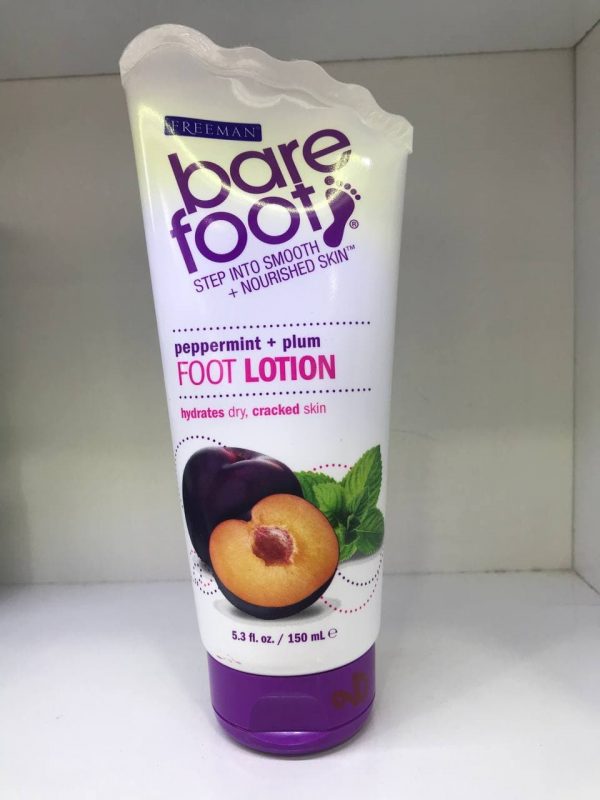 FREEMAN
bare
foot®
STEP INTO SMOOTH
+ NOURISHED SKIN™
peppermint + plum
FOOT LOTION
hydrates dry, cracked skin
5.3 fl. oz. / 150 mL ℮